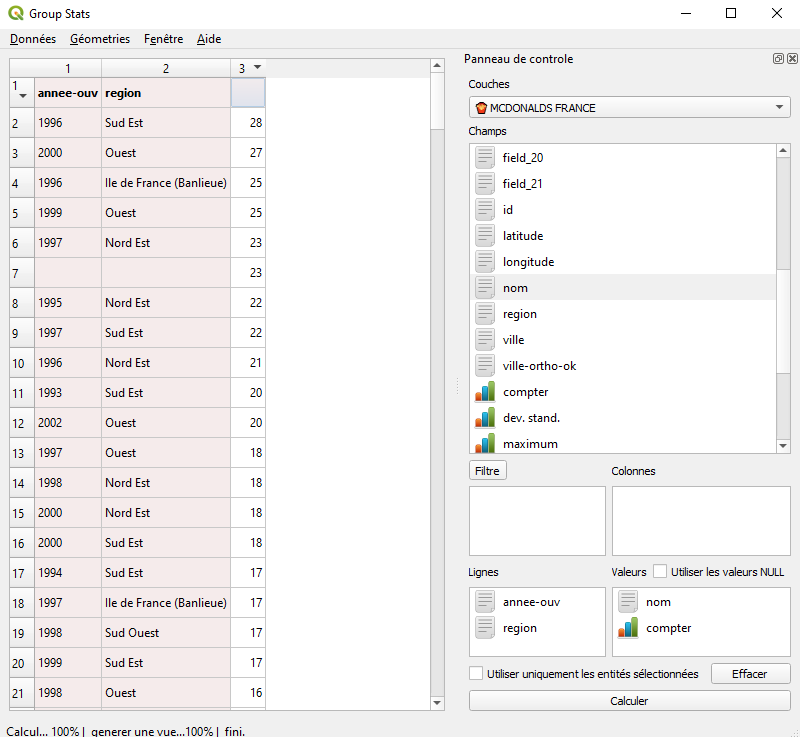 Group Stats
Données Géometries Fenêtre Aide
1 2 3
1 annee-ouv region
2 1996 Sud Est 28
3 2000 Ouest 27
4 1996 Ile de France (Banlieue) 25
5 1999 Ouest 25
6 1997 Nord Est 23
7 23
8 1995 Nord Est 22
9 1997 Sud Est 22
10 1996 Nord Est 21
11 1993 Sud Est 20
12 2002 Ouest 20
13 1997 Ouest 18
14 1998 Nord Est 18
15 2000 Nord Est 18
16 2000 Sud Est 18
17 1994 Sud Est 17
18 1997 Ile de France (Banlieue) 17
19 1998 Sud Ouest 17
20 1999 Sud Est 17
21 1998 Ouest 16
Panneau de controle
Couches
MCDONALDS FRANCE
Champs
field_20
field_21
id
latitude
longitude
nom
region
ville
ville-ortho-ok
compter
dev. stand.
maximum
Filtre Colonnes
Lignes Valeurs Utiliser les valeurs NULL
annee-ouv nom
region compter
Utiliser uniquement les entités sélectionnées Effacer
Calculer
Calcul... 100% | generer une vue...100% | fini.